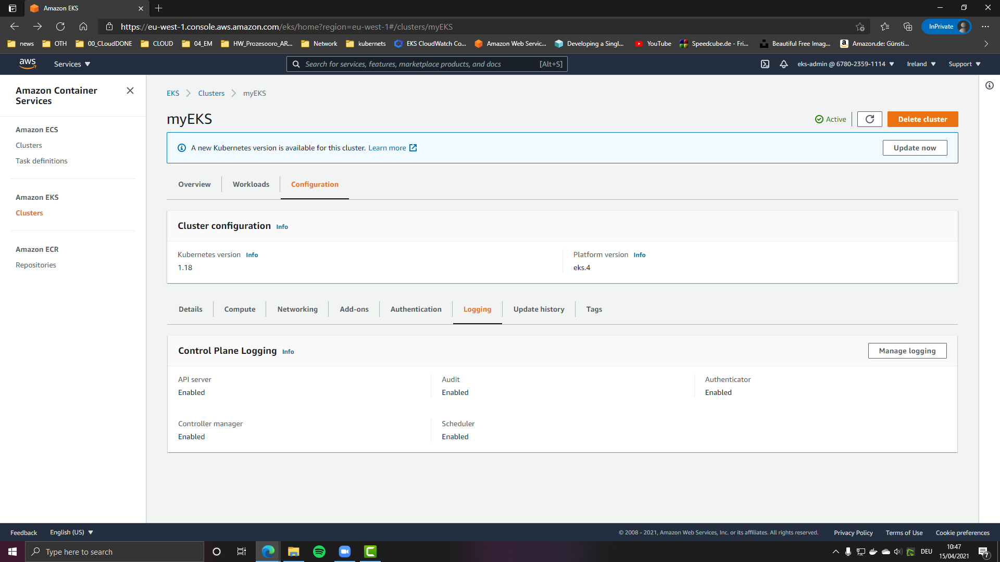 Amazon EKS
https://eu-west-1.console.aws.amazon.com/eks/home?region=eu-west-1#/clusters/myEKS
InPrivate
news
OTH
00_CLoudDONE
CLOUD
04_EM
HW_Prozesooro_AR...
Network
kubernets
EKS CloudWatch Co...
Amazon Web Servic...
Developing a Singl...
YouTube
Speedcube.de - Fri...
Beautiful Free Imag...
Amazon.de: Günsti...
aws
Services
Search for services, features, marketplace products, and docs
[Alt+S]
eks-admin @ 6780-2359-1114
Ireland
Support
Amazon Container
Services
Amazon ECS
Clusters
Task definitions
Amazon EKS
Clusters
Amazon ECR
Repositories
EKS
Clusters
myEKS
myEKS
Active
Delete cluster
A new Kubernetes version is available for this cluster. Learn more
Update now
Overview
Workloads
Configuration
Cluster configuration Info
Kubernetes version Info
1.18
Platform version Info
eks.4
Details
Compute
Networking
Add-ons
Authentication
Logging
Update history
Tags
Control Plane Logging Info
Manage logging
API server
Enabled
Audit
Enabled
Authenticator
Enabled
Controller manager
Enabled
Scheduler
Enabled
Feedback
English (US)
© 2008 - 2021, Amazon Web Services, Inc. or its affiliates. All rights reserved.
Privacy Policy
Terms of Use
Cookie preferences
Type here to search
DEU
10:47
15/04/2021
7